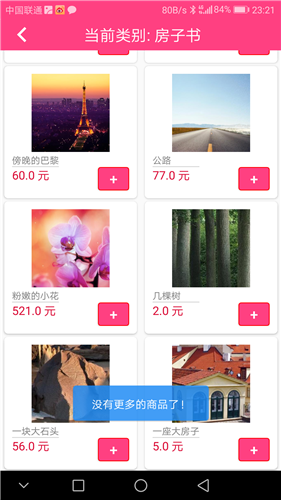 中国联通
80B/s
84%
23:21
当前类别: 房子书
傍晚的巴黎
公路
60.0 元
+
77.0 元
+
粉嫩的小花
几棵树
521.0 元
+
2.0 元
+
没有更多的商品了!
一块大石头
一座大房子
56.0 元
+
5.0 元
+